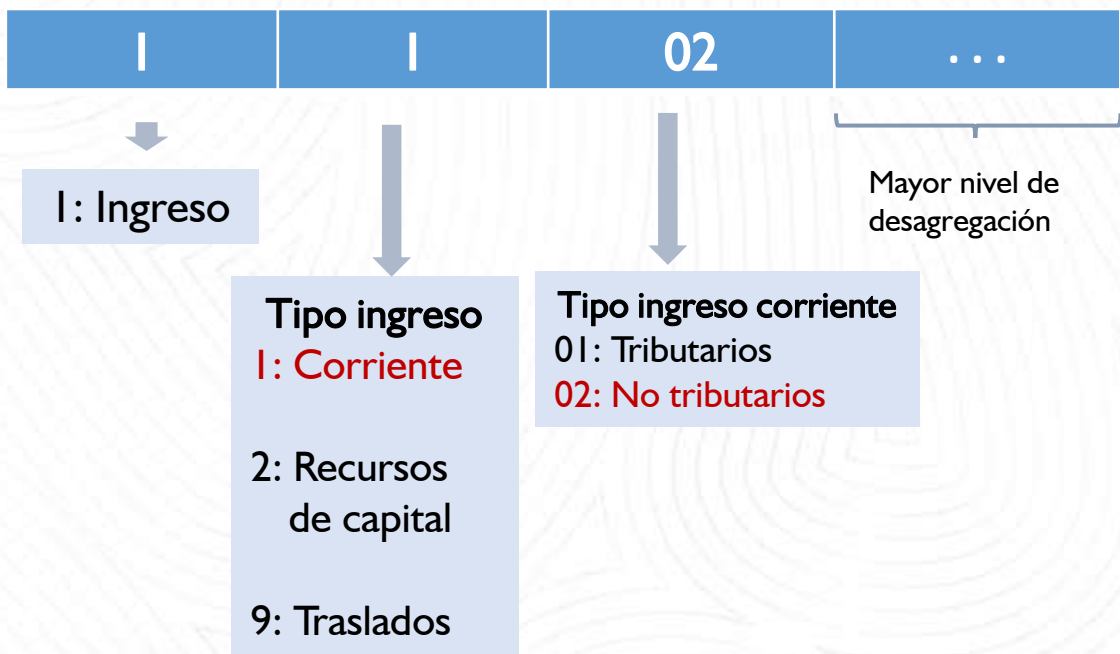 1 1 02 ...
1: Ingreso
Mayor nivel de
desagregación
Tipo ingreso
1: Corriente
2: Recursos
de capital
9: Traslados
Tipo ingreso corriente
01: Tributarios
02: No tributarios